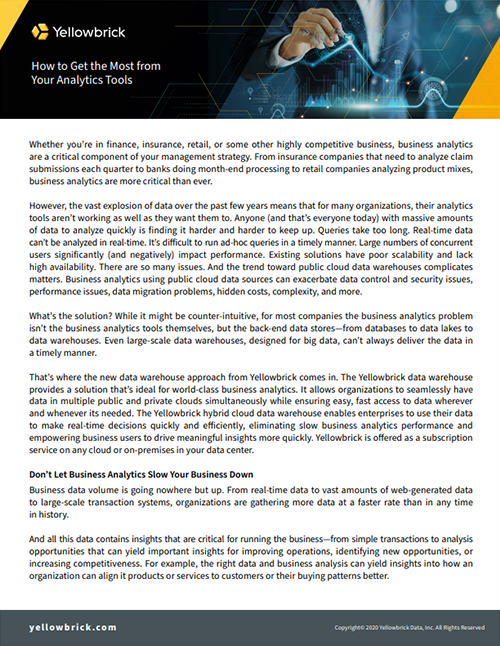 Yellowbrick
How to Get the Most from
Your Analytics Tools
Whether you're in finance, insurance, retail, or some other highly competitive business, business analytics
are a critical component of your management strategy. From insurance companies that need to analyze claim
submissions each quarter to banks doing month-end processing to retail companies analyzing product mixes,
business analytics are more critical than ever.
However, the vast explosion of data over the past few years means that for many organizations, their analytics
tools aren't working as well as they want them to. Anyone (and that's everyone today) with massive amounts
of data to analyze quickly is finding it harder and harder to keep up. Queries take too long. Real-time data
can't be analyzed in real-time. It's difficult to run ad-hoc queries in a timely manner. Large numbers of concurrent
users significantly (and negatively) impact performance. Existing solutions have poor scalability and lack
high availability. There are so many issues. And the trend toward public cloud data warehouses complicates
matters. Business analytics using public cloud data sources can exacerbate data control and security issues,
performance issues, data migration problems, hidden costs, complexity, and more.
What's the solution? While it might be counter-intuitive, for most companies the business analytics problem
isn't the business analytics tools themselves, but the back-end data stores—from databases to data lakes to
data warehouses. Even large-scale data warehouses, designed for big data, can't always deliver the data in
a timely manner.
That's where the new data warehouse approach from Yellowbrick comes in. The Yellowbrick data warehouse
provides a solution that's ideal for world-class business analytics. It allows organizations to seamlessly have
data in multiple public and private clouds simultaneously while ensuring easy, fast access to data wherever
and whenever its needed. The Yellowbrick hybrid cloud data warehouse enables enterprises to use their data
to make real-time decisions quickly and efficiently, eliminating slow business analytics performance and
empowering business users to drive meaningful insights more quickly. Yellowbrick is offered as a subscription
service on any cloud or on-premises in your data center.
Don't Let Business Analytics Slow Your Business Down
Business data volume is going nowhere but up. From real-time data to vast amounts of web-generated data
to large-scale transaction systems, organizations are gathering more data at a faster rate than in any time
in history.
And all this data contains insights that are critical for running the business—from simple transactions to analysis
opportunities that can yield important insights for improving operations, identifying new opportunities, or
increasing competitiveness. For example, the right data and business analysis can yield insights into how an
organization can align it products or services to customers or their buying patterns better.
yellowbrick.com
Copyright© 2020 Yellowbrick Data, Inc. All Rights Reserved